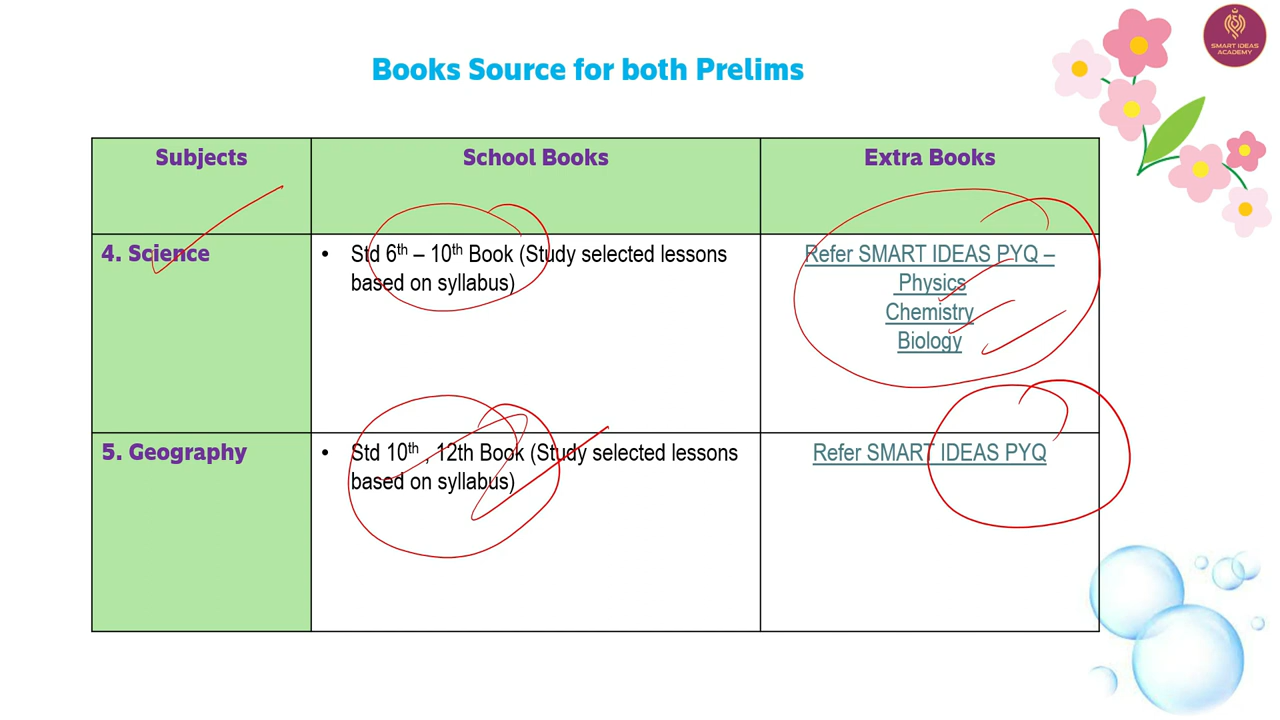 SMART IDEAS
ACADEMY
Books Source for both Prelims
Subjects
School Books
Extra Books
4. Science
• Std 6th – 10th Book (Study selected lessons
based on syllabus)
Refer SMART IDEAS PYQ –
Physics
Chemistry
Biology
5. Geography
• Std 10th , 12th Book (Study selected lessons
based on syllabus)
Refer SMART IDEAS PYQ